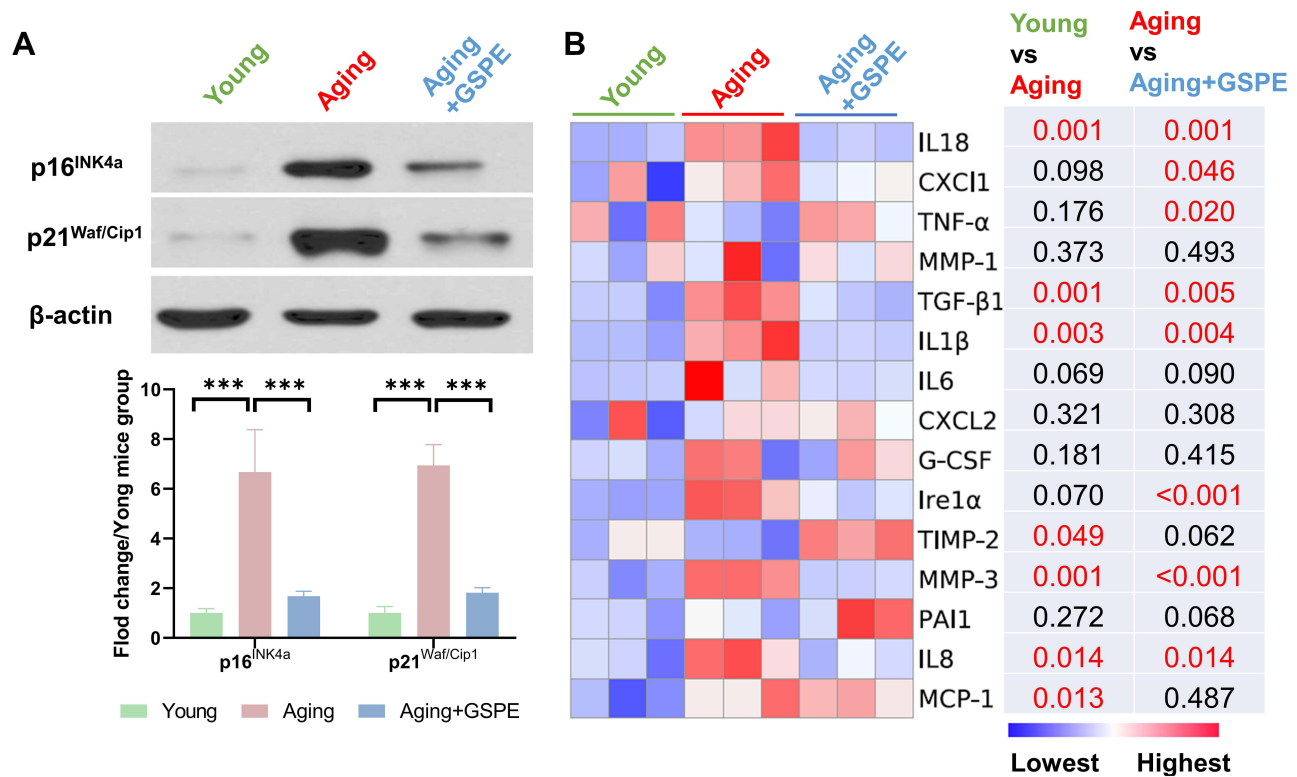 A
Young
Aging
Aging
+GSPE
p16INK4a
p21Waf/Cip1
β-actin
Flod change/Yong mice group
10
8
6
4
2
0
*** *** *** ***
p16INK4a p21Waf/Cip1
Young Aging Aging+GSPE
B
Young
Aging
Aging
+GSPE
Young
vs
Aging
Aging
vs
Aging+GSPE
IL18 0.001 0.001
CXCl1 0.098 0.046
TNF-α 0.176 0.020
MMP-1 0.373 0.493
TGF-β1 0.001 0.005
IL1β 0.003 0.004
IL6 0.069 0.090
CXCL2 0.321 0.308
G-CSF 0.181 0.415
Ire1α 0.070 <0.001
TIMP-2 0.049 0.062
MMP-3 0.001 <0.001
PAI1 0.272 0.068
IL8 0.014 0.014
MCP-1 0.013 0.487
Lowest Highest